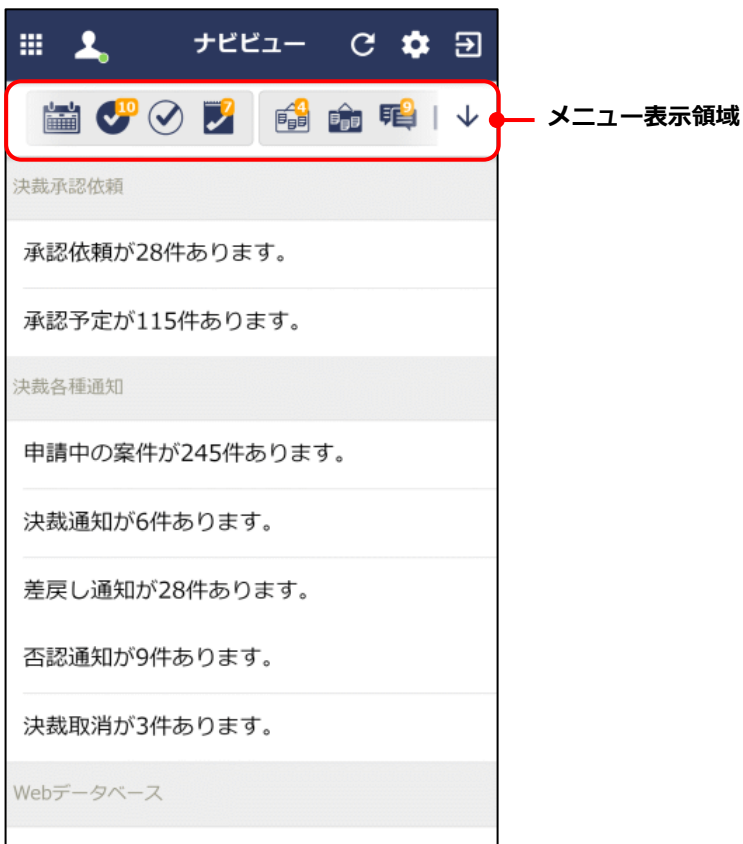 ナビビュー
10
7
4
9
メニュー表示領域
決裁承認依頼
承認依頼が28件あります。
承認予定が115件あります。
決裁各種通知
申請中の案件が245件あります。
決裁通知が6件あります。
差戻し通知が28件あります。
否認通知が9件あります。
決裁取消が3件あります。
Webデータベース